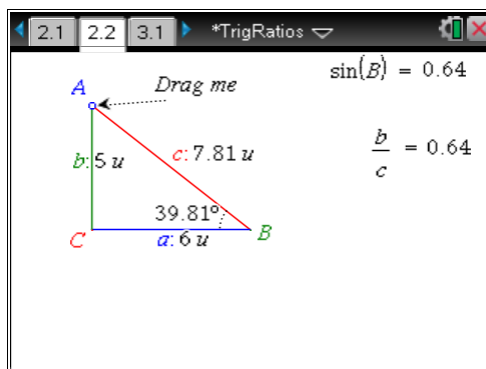 2.1 2.2 3.1 *TrigRatios
A Drag me
sin(B) = 0.64
b/c = 0.64
b: 5 u
c: 7.81 u
39.81°
C
a: 6 u
B